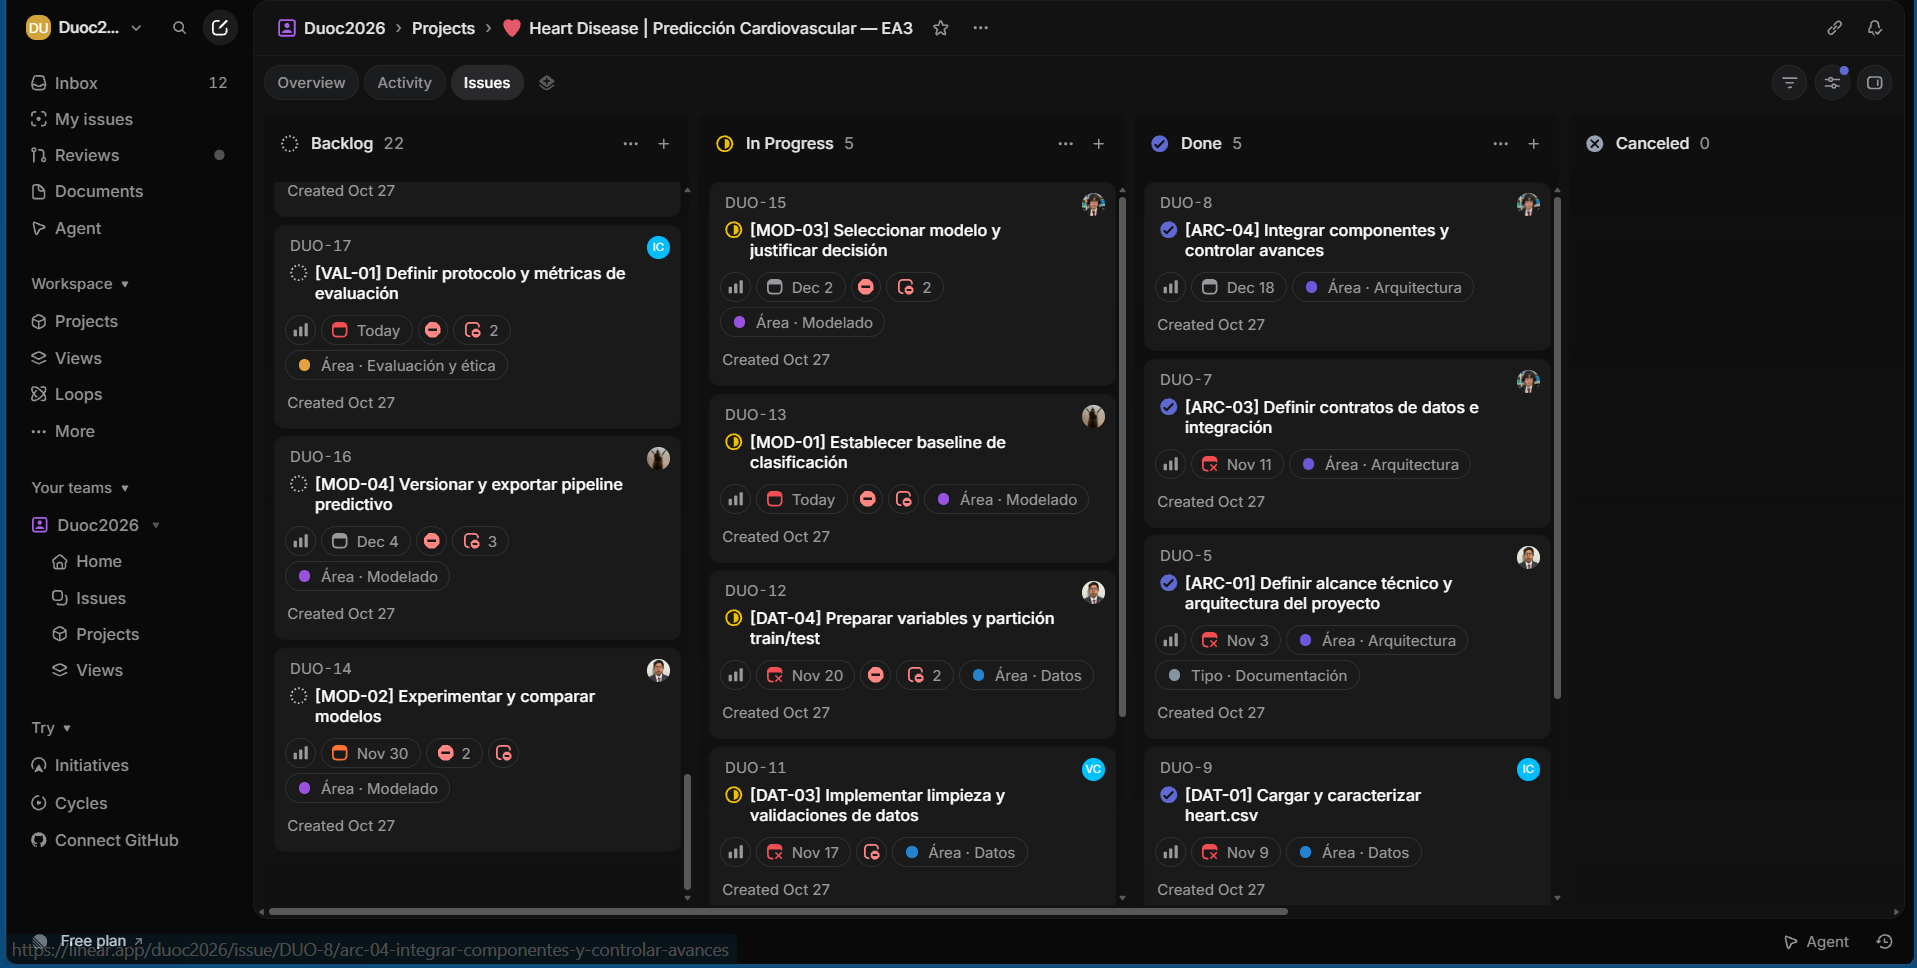 DU Duoc2...
Inbox 12
My issues
Reviews
Documents
Agent
Workspace
Projects
Views
Loops
More
Your teams
Duoc2026
Home
Issues
Projects
Views
Try
Initiatives
Cycles
Connect GitHub
Free plan
https://linear.app/duoc2026/issue/DUO-8/arc-04-integrar-componentes-y-controlar-avances
Duoc2026 › Projects › Heart Disease | Predicción Cardiovascular — EA3
Overview Activity Issues
Backlog 22
Created Oct 27
DUO-17
IC
[VAL-01] Definir protocolo y métricas de
evaluación
Today 2
Área · Evaluación y ética
Created Oct 27
DUO-16
[MOD-04] Versionar y exportar pipeline
predictivo
Dec 4 3
Área · Modelado
Created Oct 27
DUO-14
[MOD-02] Experimentar y comparar
modelos
Nov 30 2
Área · Modelado
Created Oct 27
In Progress 5
DUO-15
[MOD-03] Seleccionar modelo y
justificar decisión
Dec 2 2
Área · Modelado
Created Oct 27
DUO-13
[MOD-01] Establecer baseline de
clasificación
Today Área · Modelado
Created Oct 27
DUO-12
[DAT-04] Preparar variables y partición
train/test
Nov 20 2 Área · Datos
Created Oct 27
DUO-11
VC
[DAT-03] Implementar limpieza y
validaciones de datos
Nov 17 Área · Datos
Created Oct 27
Done 5
DUO-8
[ARC-04] Integrar componentes y
controlar avances
Dec 18 Área · Arquitectura
Created Oct 27
DUO-7
[ARC-03] Definir contratos de datos e
integración
Nov 11 Área · Arquitectura
Created Oct 27
DUO-5
[ARC-01] Definir alcance técnico y
arquitectura del proyecto
Nov 3 Área · Arquitectura
Tipo · Documentación
Created Oct 27
DUO-9
IC
[DAT-01] Cargar y caracterizar
heart.csv
Nov 9 Área · Datos
Created Oct 27
Canceled 0
Agent